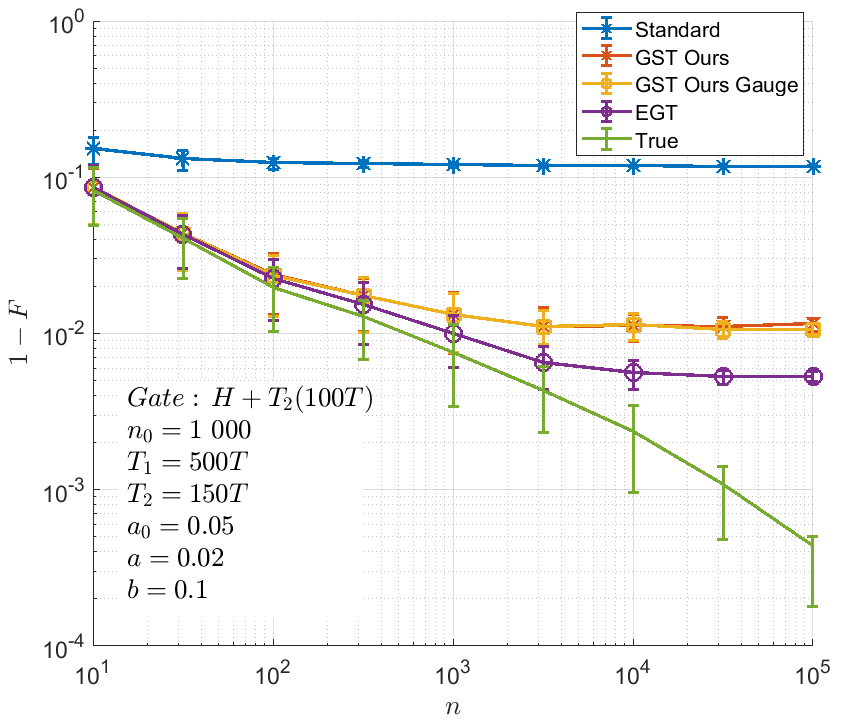 10^0
10^-1
10^-2
10^-3
10^-4
1 − F
10^1
10^2
10^3
10^4
10^5
n
Standard
GST Ours
GST Ours Gauge
EGT
True
Gate : H + T_2(100T)
n_0 = 1 000
T_1 = 500T
T_2 = 150T
a_0 = 0.05
a = 0.02
b = 0.1